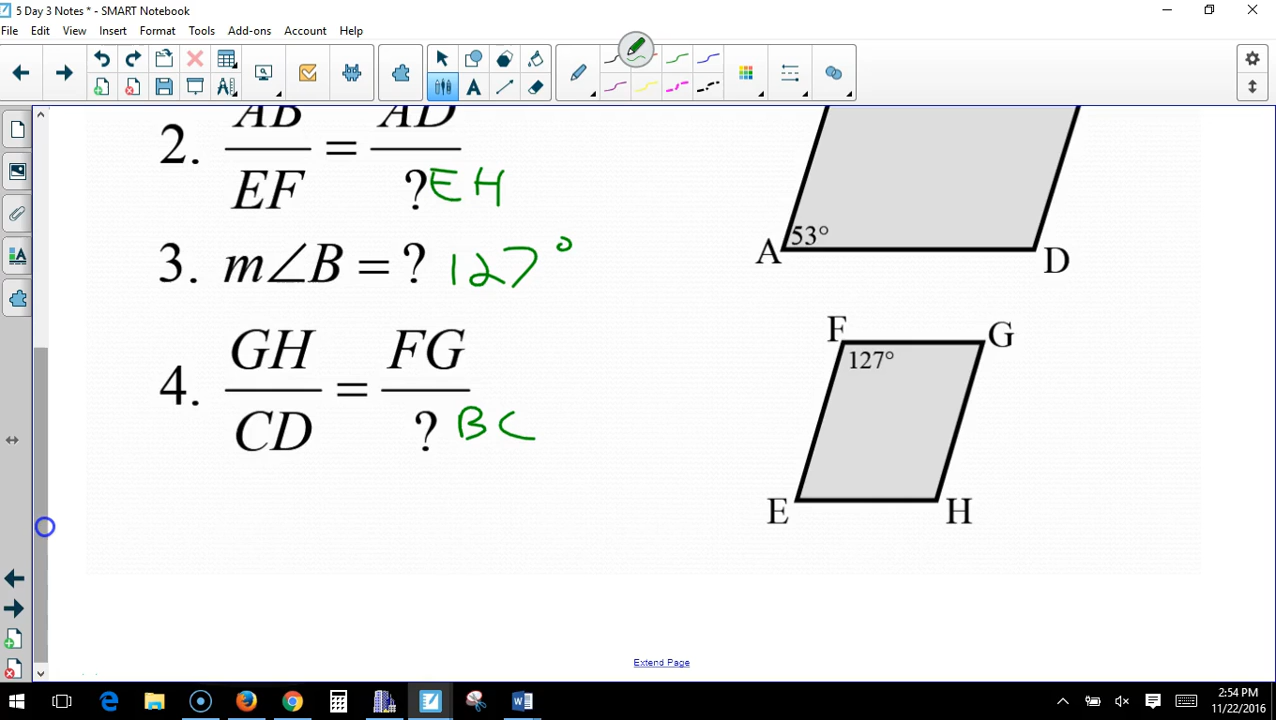 5 Day 3 Notes * - SMART Notebook
File Edit View Insert Format Tools Add-ons Account Help
2. AB/EF = AD/? EH
3. m∠B = ? 127°
4. GH/CD = FG/? BC
53°
A
D
F
G
127°
E
H
Extend Page
2:54 PM
11/22/2016